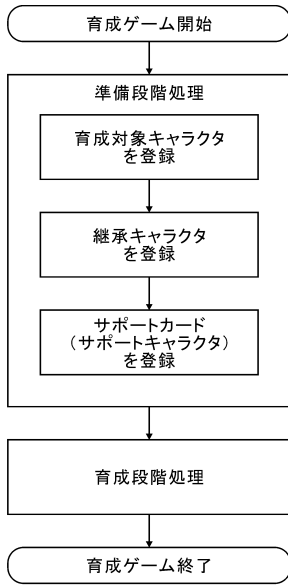 育成ゲーム開始
準備段階処理
育成対象キャラクタ
を登録
継承キャラクタ
を登録
サポートカード
（サポートキャラクタ）
を登録
育成段階処理
育成ゲーム終了